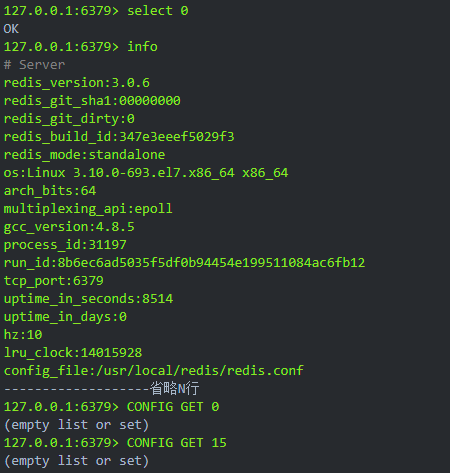 127.0.0.1:6379> select 0
OK
127.0.0.1:6379> info
# Server
redis_version:3.0.6
redis_git_sha1:00000000
redis_git_dirty:0
redis_build_id:347e3eeef5029f3
redis_mode:standalone
os:Linux 3.10.0-693.el7.x86_64 x86_64
arch_bits:64
multiplexing_api:epoll
gcc_version:4.8.5
process_id:31197
run_id:8b6ec6ad5035f5df0b94454e199511084ac6fb12
tcp_port:6379
uptime_in_seconds:8514
uptime_in_days:0
hz:10
lru_clock:14015928
config_file:/usr/local/redis/redis.conf
-------------------省略N行
127.0.0.1:6379> CONFIG GET 0
(empty list or set)
127.0.0.1:6379> CONFIG GET 15
(empty list or set)